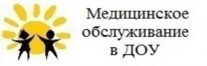 Медицинское
обслуживание
в ДОУ